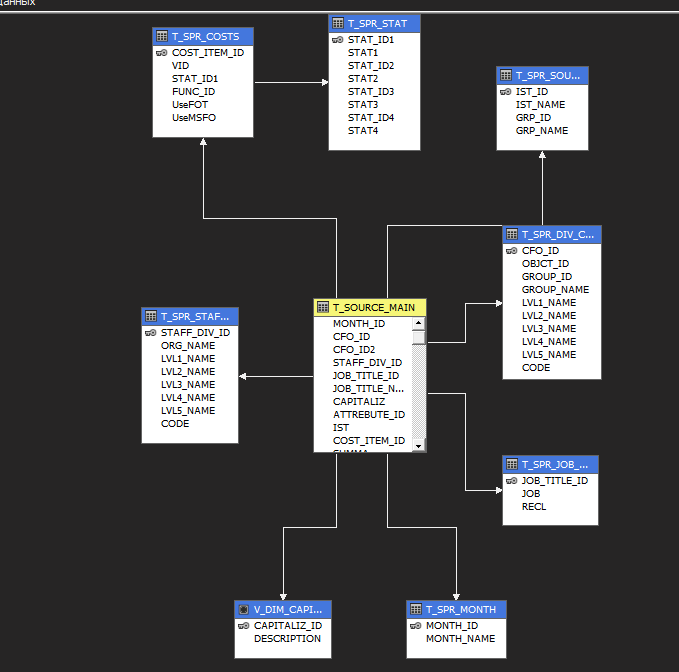 данных
T_SPR_COSTS
COST_ITEM_ID
VID
STAT_ID1
FUNC_ID
UseFOT
UseMSFO
T_SPR_STAT
STAT_ID1
STAT1
STAT_ID2
STAT2
STAT_ID3
STAT3
STAT_ID4
STAT4
T_SPR_SOU...
IST_ID
IST_NAME
GRP_ID
GRP_NAME
T_SPR_DIV_C...
CFO_ID
OBJCT_ID
GROUP_ID
GROUP_NAME
LVL1_NAME
LVL2_NAME
LVL3_NAME
LVL4_NAME
LVL5_NAME
CODE
T_SPR_STAF...
STAFF_DIV_ID
ORG_NAME
LVL1_NAME
LVL2_NAME
LVL3_NAME
LVL4_NAME
LVL5_NAME
CODE
T_SOURCE_MAIN
MONTH_ID
CFO_ID
CFO_ID2
STAFF_DIV_ID
JOB_TITLE_ID
JOB_TITLE_N...
CAPITALIZ
ATTREBUTE_ID
IST
COST_ITEM_ID
SUMMA
T_SPR_JOB_...
JOB_TITLE_ID
JOB
RECL
V_DIM_CAPI...
CAPITALIZ_ID
DESCRIPTION
T_SPR_MONTH
MONTH_ID
MONTH_NAME